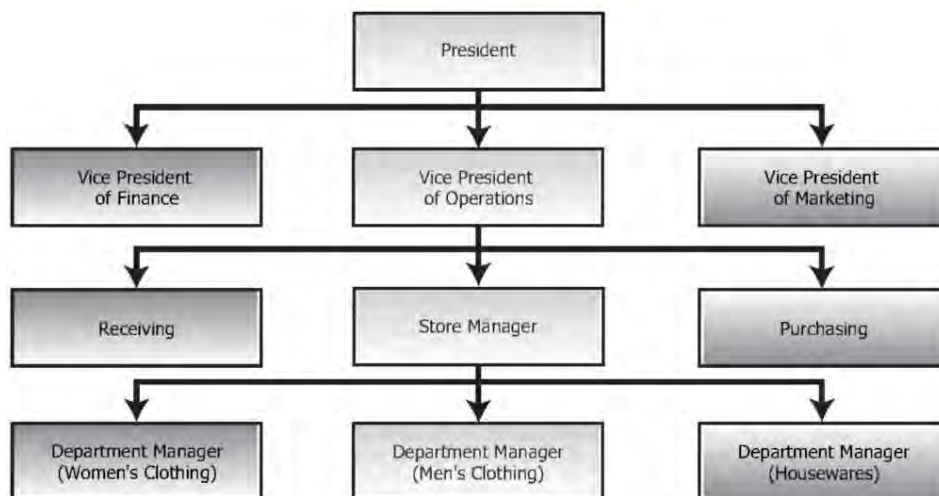 President
Vice President
of Finance
Vice President
of Operations
Vice President
of Marketing
Receiving
Store Manager
Purchasing
Department Manager
(Women's Clothing)
Department Manager
(Men's Clothing)
Department Manager
(Housewares)